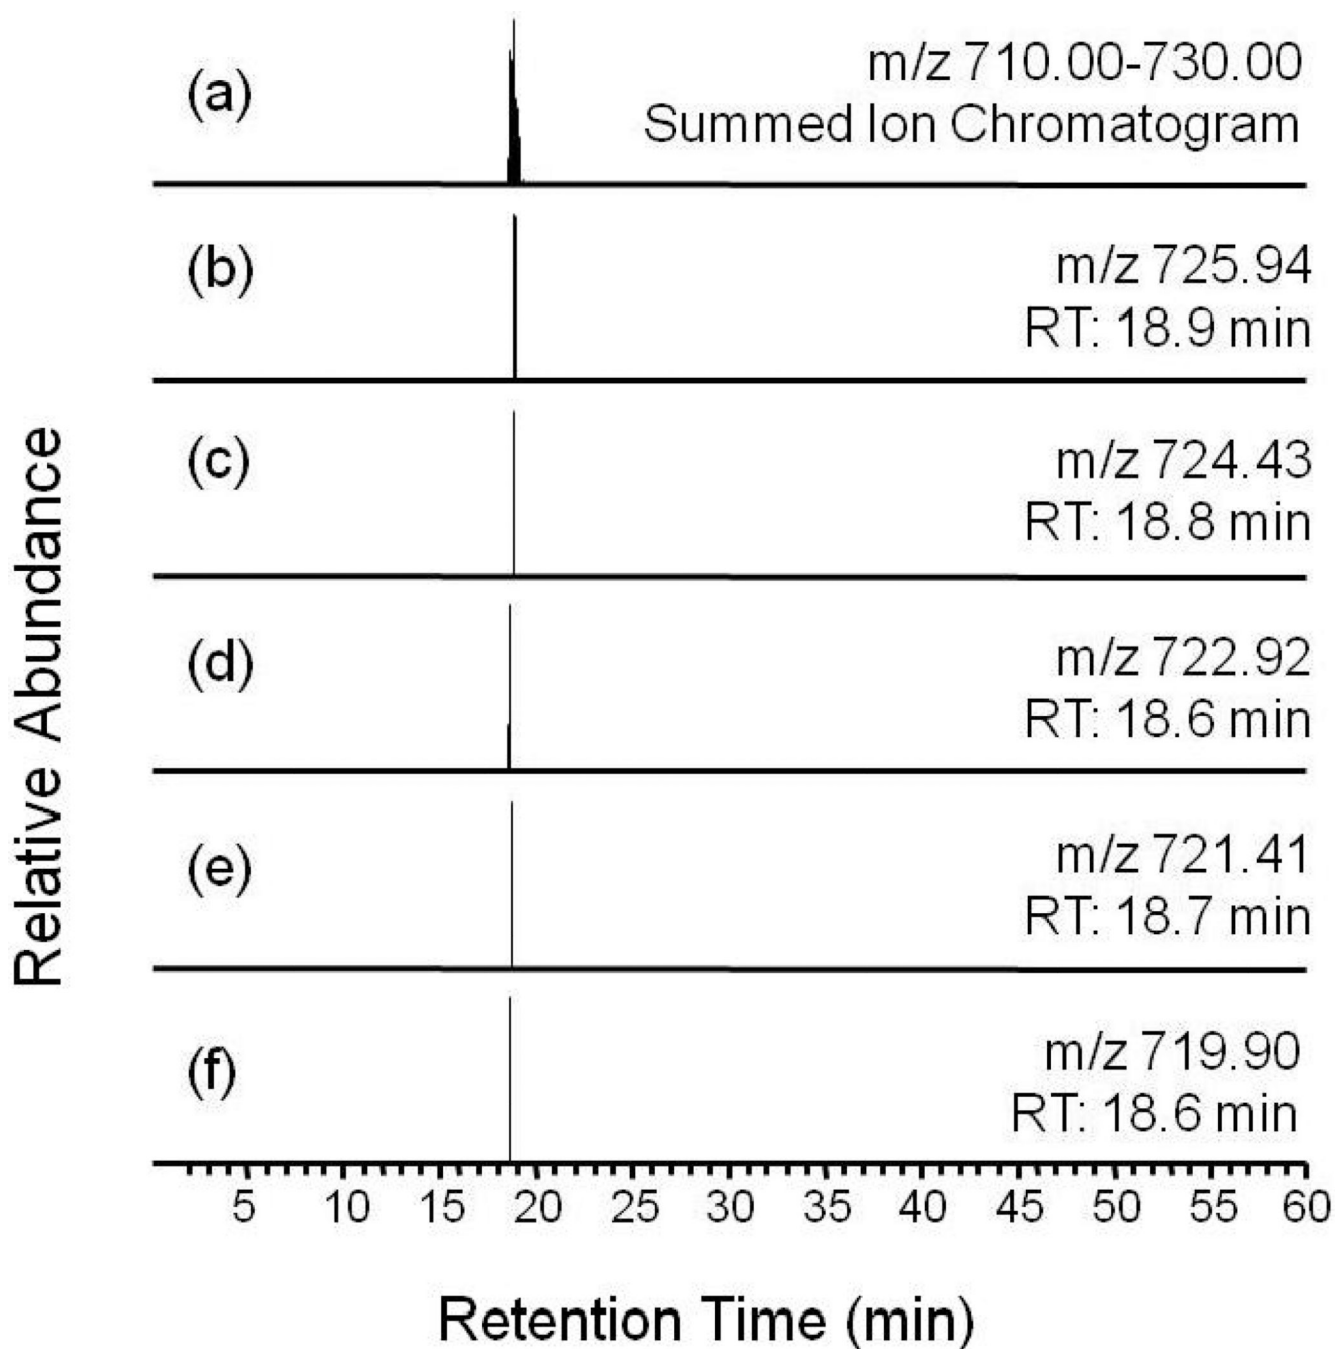 (a)
m/z 710.00-730.00
Summed Ion Chromatogram
(b)
m/z 725.94
RT: 18.9 min
(c)
m/z 724.43
RT: 18.8 min
(d)
m/z 722.92
RT: 18.6 min
(e)
m/z 721.41
RT: 18.7 min
(f)
m/z 719.90
RT: 18.6 min
Relative Abundance
5 10 15 20 25 30 35 40 45 50 55 60
Retention Time (min)